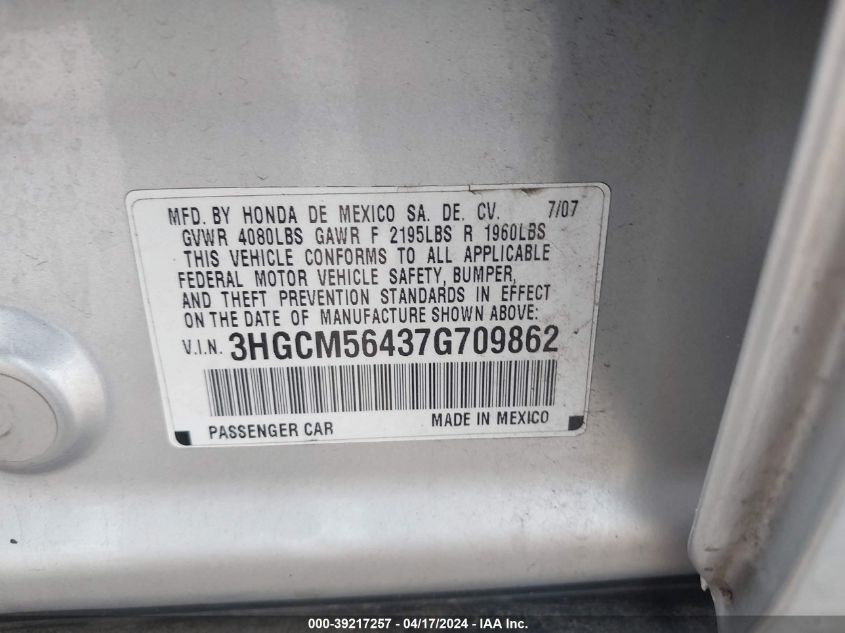 MFD. BY HONDA DE MEXICO SA. DE. CV. 7/07
GVWR 4080LBS GAWR F 2195LBS R 1960LBS
THIS VEHICLE CONFORMS TO ALL APPLICABLE
FEDERAL MOTOR VEHICLE SAFETY, BUMPER,
AND THEFT PREVENTION STANDARDS IN EFFECT
ON THE DATE OF MANUFACTURE SHOWN ABOVE:
V.I.N. 3HGCM56437G709862
PASSENGER CAR MADE IN MEXICO
000-39217257 - 04/17/2024 - IAA, Inc.